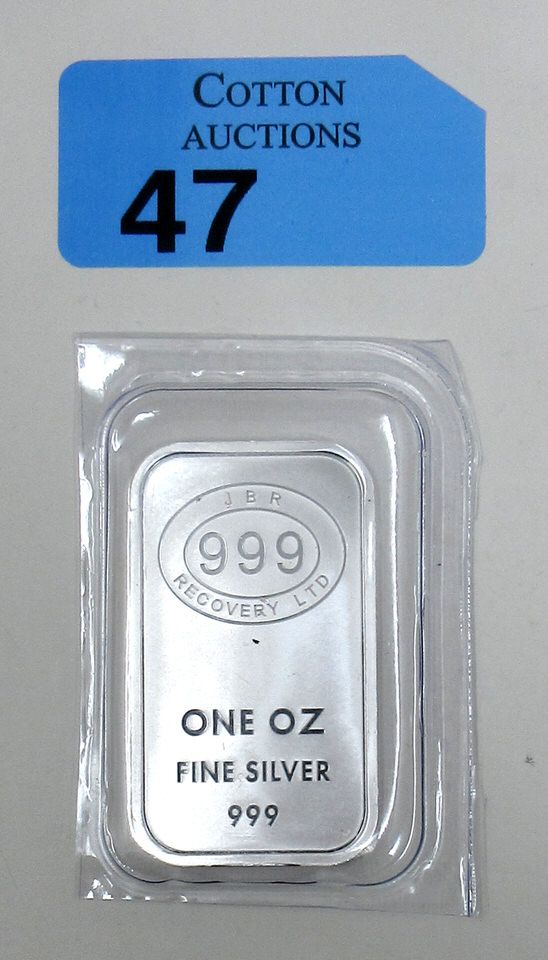 COTTON
AUCTIONS
47
JBR
999
RECOVERY LTD
ONE OZ
FINE SILVER
999